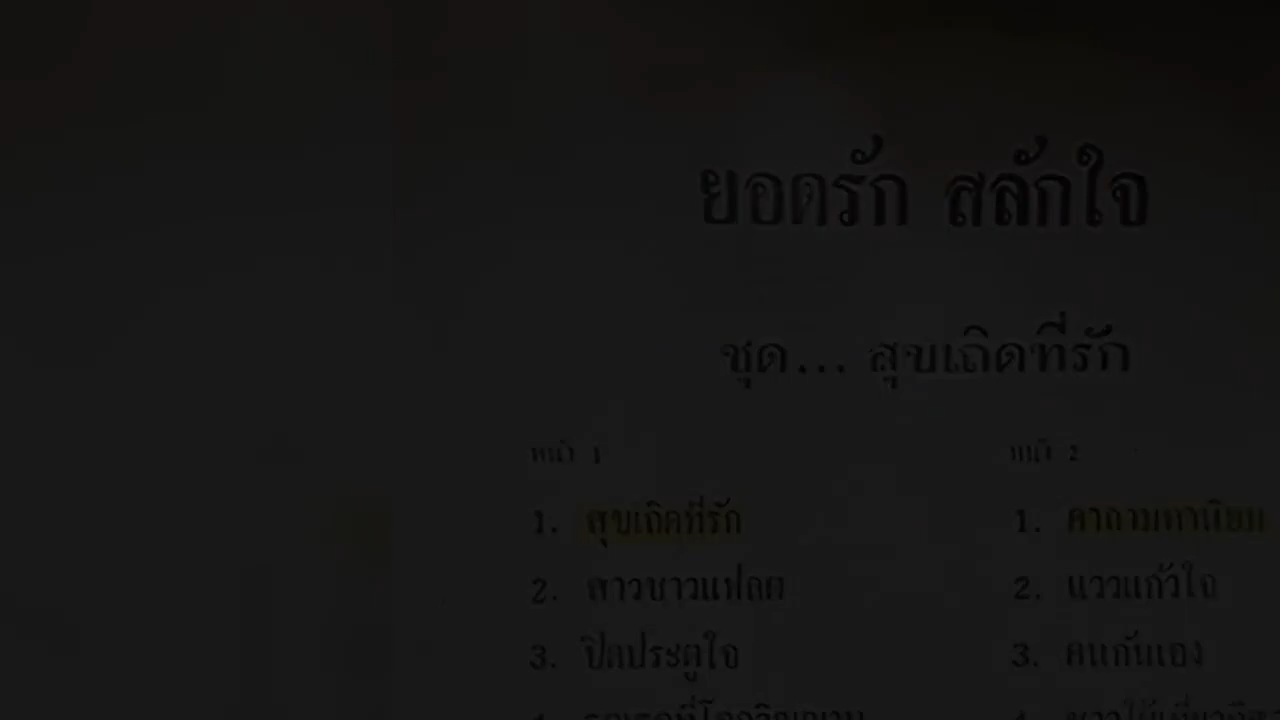 ยอดรัก สลักใจ
ชุด... สุขเถิดที่รัก
หน้า 1
หน้า 2
1. สุขเถิดที่รัก
1. คาถามหานิยม
2. สาวขาวแฟลต
2. แววแก้วใจ
3. ปิดประตูใจ
3. คนกันเอง